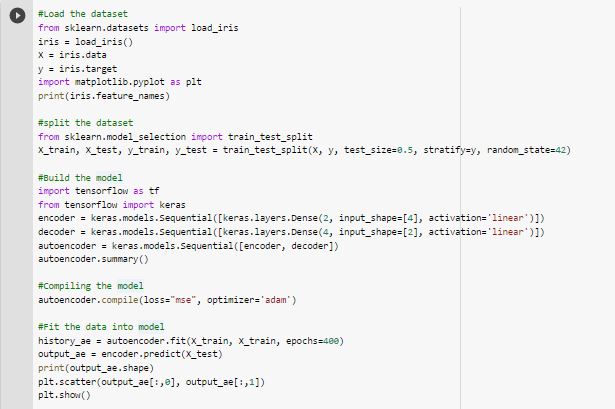 #Load the dataset
from sklearn.datasets import load_iris
iris = load_iris()
X = iris.data
y = iris.target
import matplotlib.pyplot as plt
print(iris.feature_names)
#split the dataset
from sklearn.model_selection import train_test_split
X_train, X_test, y_train, y_test = train_test_split(X, y, test_size=0.5, stratify=y, random_state=42)
#Build the model
import tensorflow as tf
from tensorflow import keras
encoder = keras.models.Sequential([keras.layers.Dense(2, input_shape=[4], activation='linear')])
decoder = keras.models.Sequential([keras.layers.Dense(4, input_shape=[2], activation='linear')])
autoencoder = keras.models.Sequential([encoder, decoder])
autoencoder.summary()
#Compiling the model
autoencoder.compile(loss="mse", optimizer='adam')
#Fit the data into model
history_ae = autoencoder.fit(X_train, X_train, epochs=400)
output_ae = encoder.predict(X_test)
print(output_ae.shape)
plt.scatter(output_ae[:,0], output_ae[:,1])
plt.show()